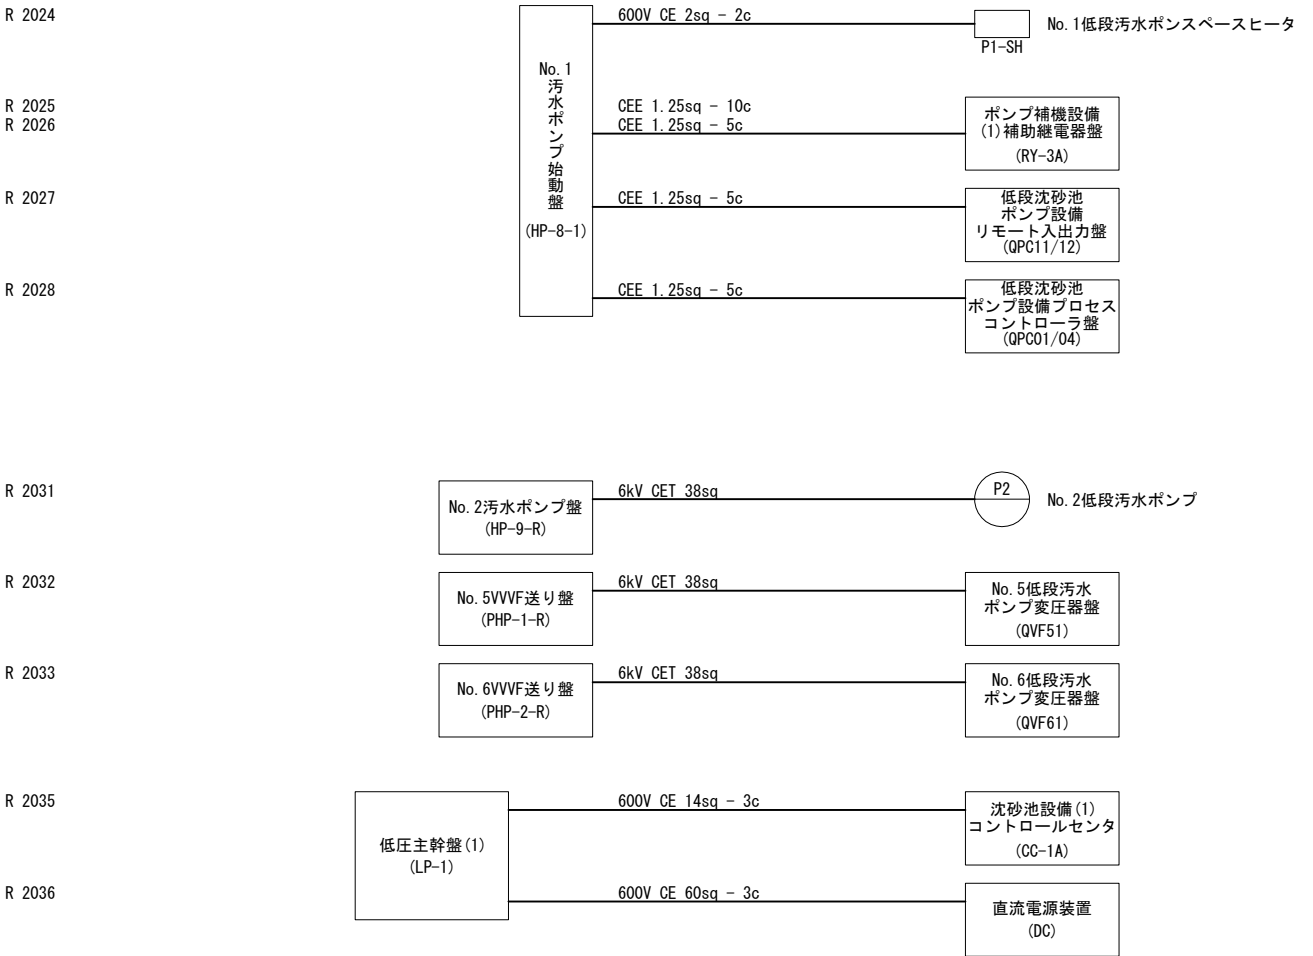 R 2024
600V CE 2sq - 2c
No.1低段汚水ポンスペースヒータ
P1-SH
No.1
汚水ポンプ始動盤
(HP-8-1)
R 2025
CEE 1.25sq - 10c
R 2026
CEE 1.25sq - 5c
ポンプ補機設備
(1)補助継電器盤
(RY-3A)
R 2027
CEE 1.25sq - 5c
低段沈砂池
ポンプ設備
リモート入出力盤
(QPC11/12)
R 2028
CEE 1.25sq - 5c
低段沈砂池
ポンプ設備プロセス
コントローラ盤
(QPC01/04)
R 2031
No.2汚水ポンプ盤
(HP-9-R)
6kV CET 38sq
P2
No.2低段汚水ポンプ
R 2032
No.5VVVF送り盤
(PHP-1-R)
6kV CET 38sq
No.5低段汚水
ポンプ変圧器盤
(QVF51)
R 2033
No.6VVVF送り盤
(PHP-2-R)
6kV CET 38sq
No.6低段汚水
ポンプ変圧器盤
(QVF61)
R 2035
低圧主幹盤(1)
(LP-1)
600V CE 14sq - 3c
沈砂池設備(1)
コントロールセンタ
(CC-1A)
R 2036
600V CE 60sq - 3c
直流電源装置
(DC)